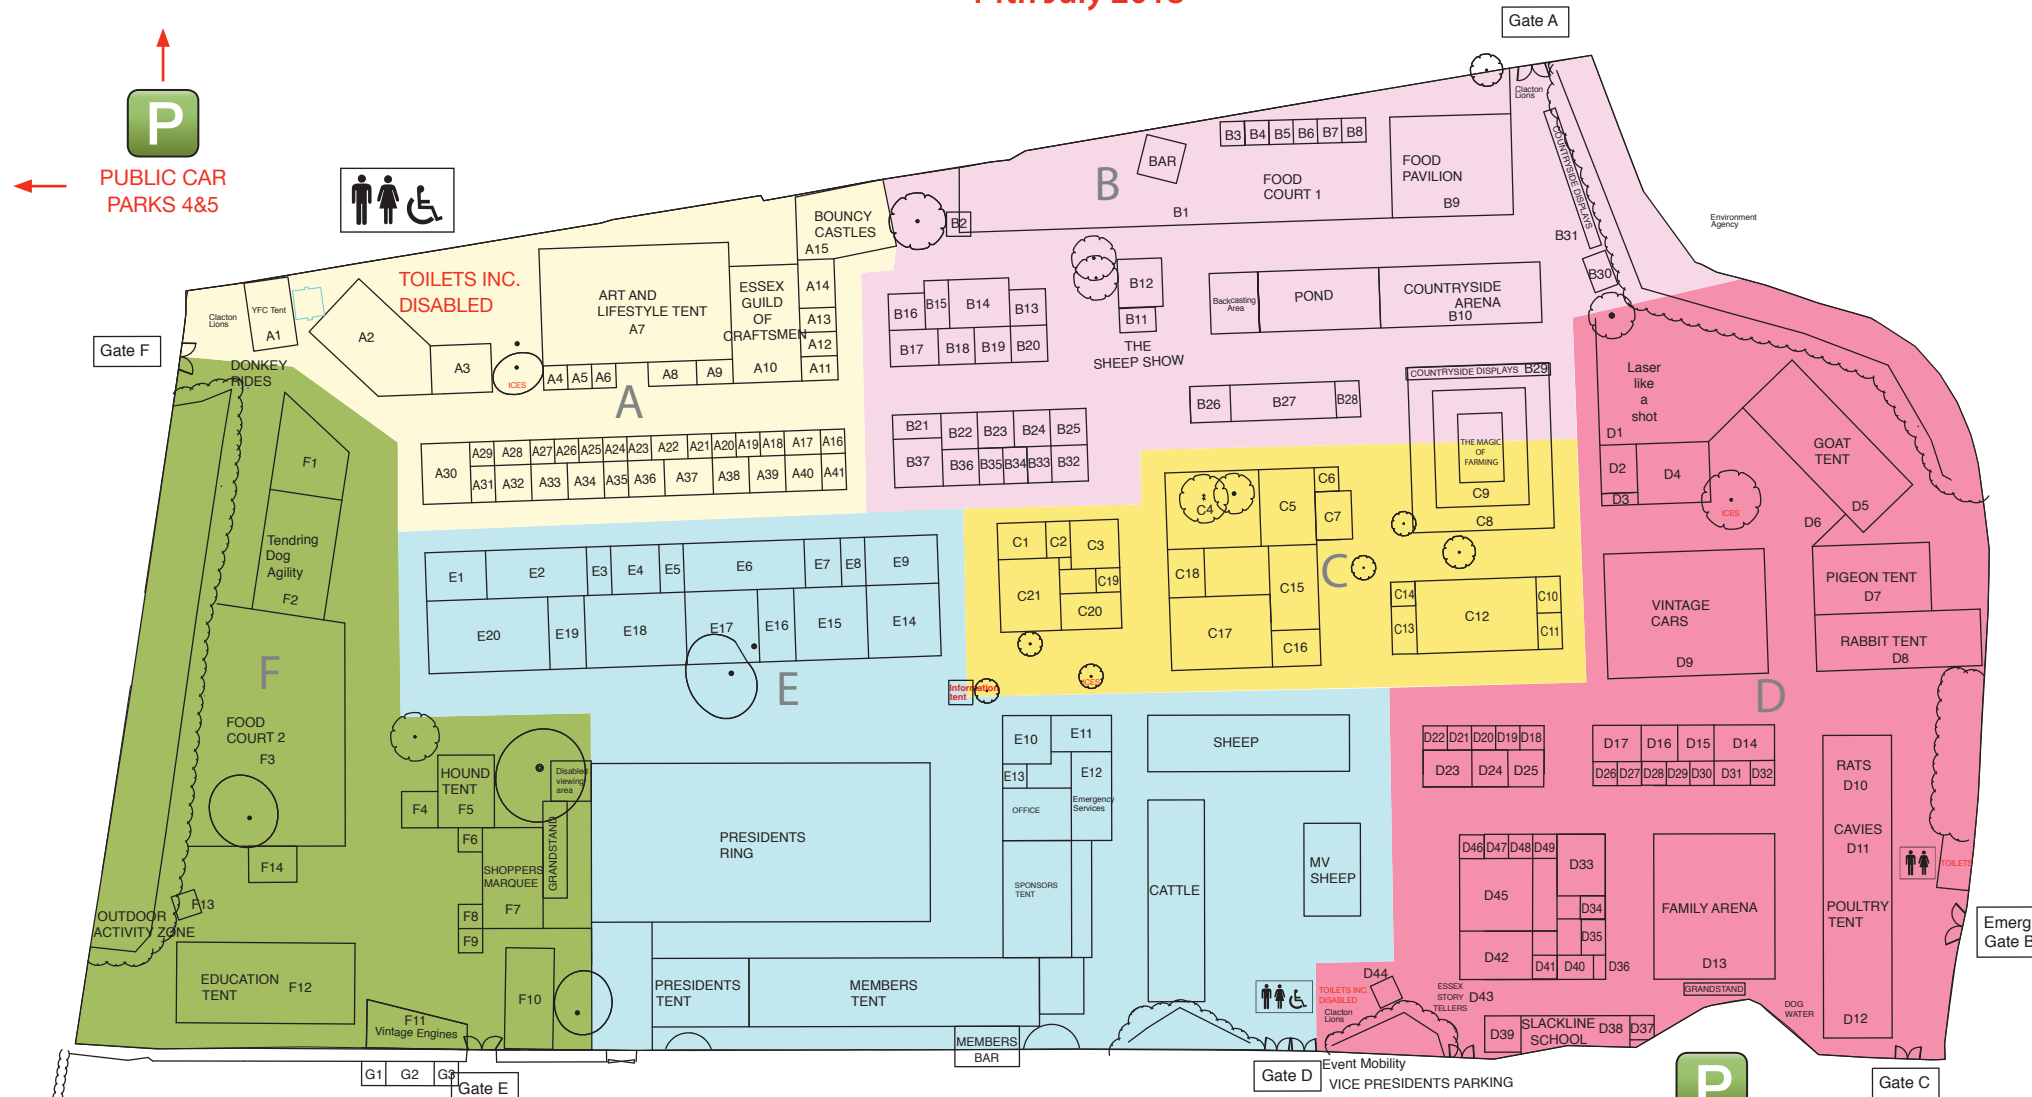 14th July 2018
Gate A
P
PUBLIC CAR
PARKS 4&5
TOILETS INC.
DISABLED
Clacton
Lions
YFC Tent
A1
A2
A3
ICES
ART AND
LIFESTYLE TENT
A7
A4 A5 A6 A8 A9
ESSEX
GUILD
OF
CRAFTSMEN
A10
BOUNCY
CASTLES
A15
A14
A13
A12
A11
A
A30 A29 A28 A27 A26 A25 A24 A23 A22 A21 A20 A19 A18 A17 A16
A31 A32 A33 A34 A35 A36 A37 A38 A39 A40 A41
Gate F
DONKEY
RIDES
B
B2
B1
BAR
B3 B4 B5 B6 B7 B8
FOOD
COURT 1
FOOD
PAVILION
B9
Clacton
Lions
COUNTRYSIDE DISPLAYS
B31
B30
Environment
Agency
B16 B15 B14 B13
B17 B18 B19 B20
B12
B11
THE
SHEEP SHOW
Backcasting
Area
POND
COUNTRYSIDE
ARENA
B10
B26 B27 B28
COUNTRYSIDE DISPLAYS B29
B21 B22 B23 B24 B25
B37 B36 B35 B34 B33 B32
THE MAGIC
OF
FARMING
C9
C8
C6
C4 C5 C7
C1 C2 C3
C19
C21 C20
C18 C15
C17 C16
C
C14 C12 C10
C13 C11
ICES
Information
tent
Laser
like
a
shot
D1
D2 D4
D3
ICES
GOAT
TENT
D5
D6
PIGEON TENT
D7
RABBIT TENT
D8
VINTAGE
CARS
D9
D
D22 D21 D20 D19 D18
D23 D24 D25
D17 D16 D15 D14
D26 D27 D28 D29 D30 D31 D32
RATS
D10
CAVIES
D11
POULTRY
TENT
D12
TOILETS
D46 D47 D48 D49 D33
D45 D34
D35
D42 D41 D40 D36
FAMILY ARENA
D13
GRANDSTAND
DOG
WATER
D44
TOILETS INC.
DISABLED
Clacton
Lions
ESSEX
STORY
TELLERS
D43
D39 SLACKLINE
SCHOOL
D38 D37
Emerg
Gate B
E1 E2 E3 E4 E5 E6 E7 E8 E9
E20 E19 E18 E17 E16 E15 E14
E
E10 E11
E13 E12
OFFICE
Emergency
Services
SPONSORS
TENT
SHEEP
CATTLE
MV
SHEEP
PRESIDENTS
RING
PRESIDENTS
TENT
MEMBERS
TENT
MEMBERS
BAR
F1
Tendring
Dog
Agility
F2
F
FOOD
COURT 2
F3
HOUND
TENT
F4 F5
Disabled
viewing
area
GRANDSTAND
F6
SHOPPERS
MARQUEE
F7
F8
F9
F14
F13
OUTDOOR
ACTIVITY ZONE
EDUCATION
TENT
F12
F11
Vintage Engines
F10
G1 G2 G3
Gate E
Gate D
Event Mobility
VICE PRESIDENTS PARKING
P
Gate C